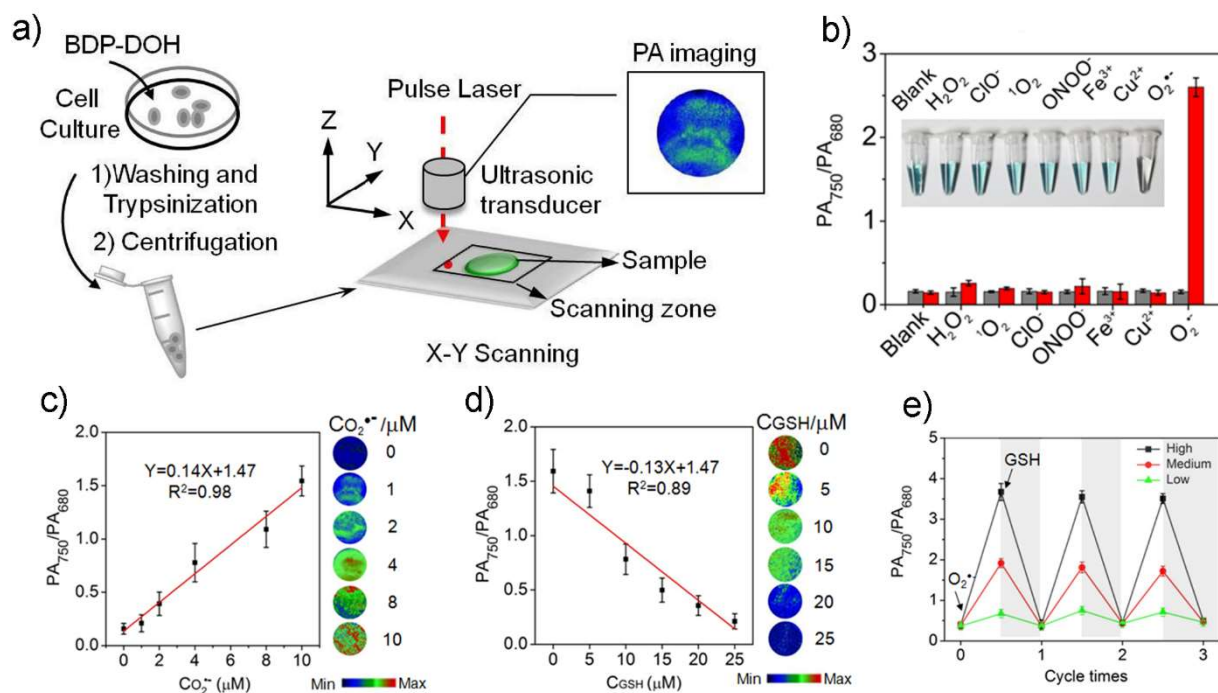 a)
BDP-DOH
Cell
Culture
1)Washing and
Trypsinization
2) Centrifugation
Pulse Laser
Z
Y
X
Ultrasonic
transducer
PA imaging
Sample
Scanning zone
X-Y Scanning
b)
PA750/PA680
3
2
1
0
Blank
H2O2
ClO-
1O2
ONOO-
Fe3+
Cu2+
O2•-
Blank
H2O2
1O2
ClO-
ONOO-
Fe3+
Cu2+
O2•-
c)
PA750/PA680
2.0
1.5
1.0
0.5
0.0
Y=0.14X+1.47
R2=0.98
0 2 4 6 8 10
CO2•- (μM)
CO2•-/μM
0
1
2
4
8
10
Min Max
d)
PA750/PA680
2.0
1.5
1.0
0.5
0.0
Y=-0.13X+1.47
R2=0.89
0 5 10 15 20 25
CGSH (μM)
CGSH/μM
0
5
10
15
20
25
Min Max
e)
PA750/PA680
5
4
3
2
1
0
GSH
O2•-
High
Medium
Low
0 1 2 3
Cycle times